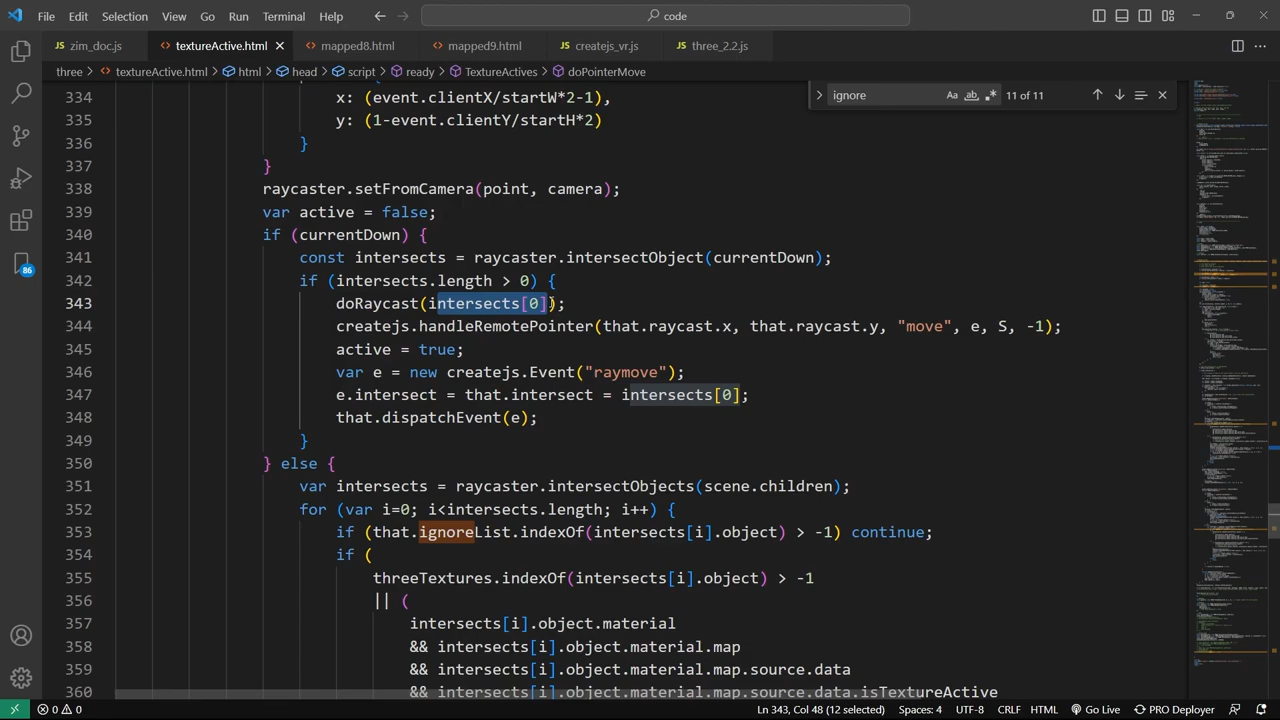 File Edit Selection View Go Run Terminal Help
code
zim_doc.js
textureActive.html
mapped8.html
mapped9.html
createjs_vr.js
three_2.2.js
three > textureActive.html > html > head > script > ready > TextureActives > doPointerMove
ignore
11 of 11
334 x: (event.clientX/startW*2-1),
335 y: (1-event.clientY/startH*2)
336 }
337 }
338 raycaster.setFromCamera(pnt, camera);
339 var active = false;
340 if (currentDown) {
341 const intersects = raycaster.intersectObject(currentDown);
342 if (intersects.length > 0) {
343 doRaycast(intersects[0]);
344 createjs.handlePenPointer(that.raycast.x, that.raycast.y, "move", e, S, -1);
345 active = true;
346 var e = new createjs.Event("raymove");
347 e.intersect = that.intersect = intersects[0];
348 that.dispatchEvent(e);
349 }
350 } else {
351 var intersects = raycaster.intersectObjects(scene.children);
352 for (var i=0; i<intersects.length; i++) {
353 if (that.ignoreList.indexOf(intersects[i].object) > -1) continue;
354 if (
355 that.textures.indexOf(intersects[i].object) > -1
356 || (
357 intersects[i].object.material
358 && intersects[i].object.material.map
359 && intersects[i].object.material.map.source.data
360 && intersects[i].object.material.map.source.data.isTextureActive
86
0 0
Ln 343, Col 48 (12 selected) Spaces: 4 UTF-8 CRLF HTML Go Live PRO Deployer